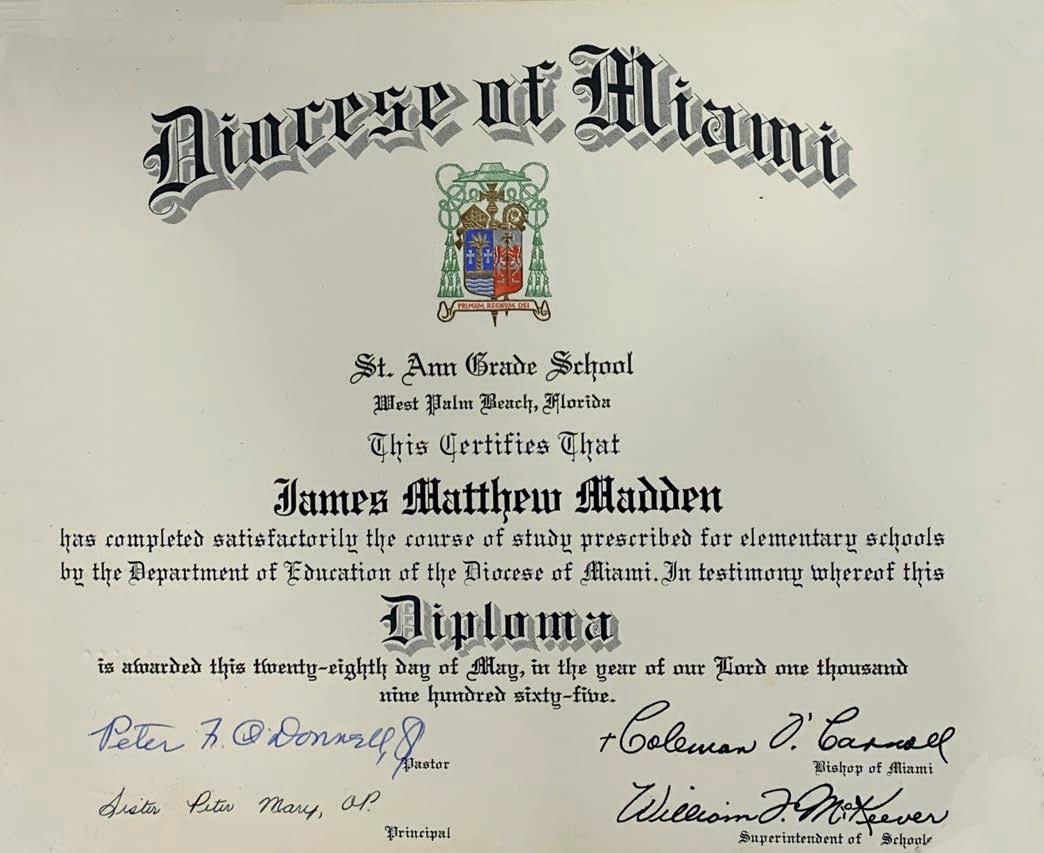 Diocese of Miami
PRIMUM REGNUM DEI
St. Ann Grade School
West Palm Beach, Florida
This Certifies That
James Matthew Madden
has completed satisfactorily the course of study prescribed for elementary schools
by the Department of Education of the Diocese of Miami. In testimony whereof this
Diploma
is awarded this twenty-eighth day of May, in the year of our Lord one thousand
nine hundred sixty-five.
Peter F. O'Donnell, SJ
Pastor
+Coleman F. Carroll
Bishop of Miami
Sister Peter Mary, O.P.
Principal
William F. McKeever
Superintendent of Schools